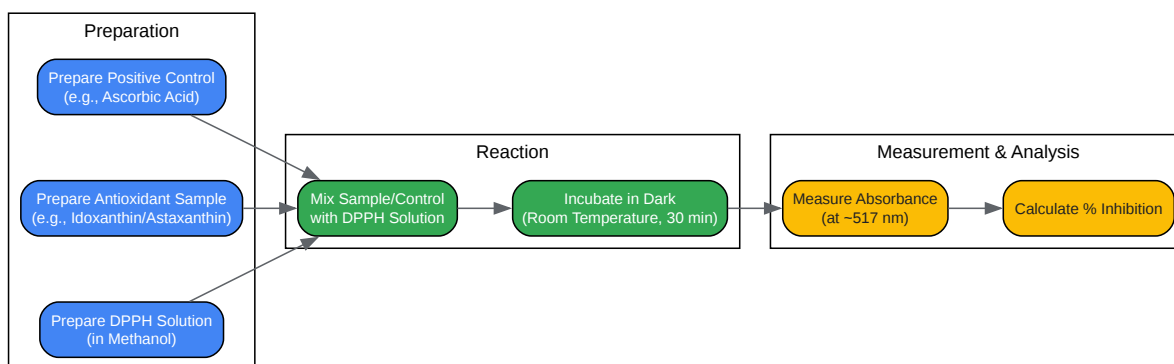 Preparation
Prepare Positive Control
(e.g., Ascorbic Acid)
Prepare Antioxidant Sample
(e.g., Idoxanthin/Astaxanthin)
Prepare DPPH Solution
(in Methanol)
Reaction
Mix Sample/Control
with DPPH Solution
Incubate in Dark
(Room Temperature, 30 min)
Measurement & Analysis
Measure Absorbance
(at ~517 nm)
Calculate % Inhibition